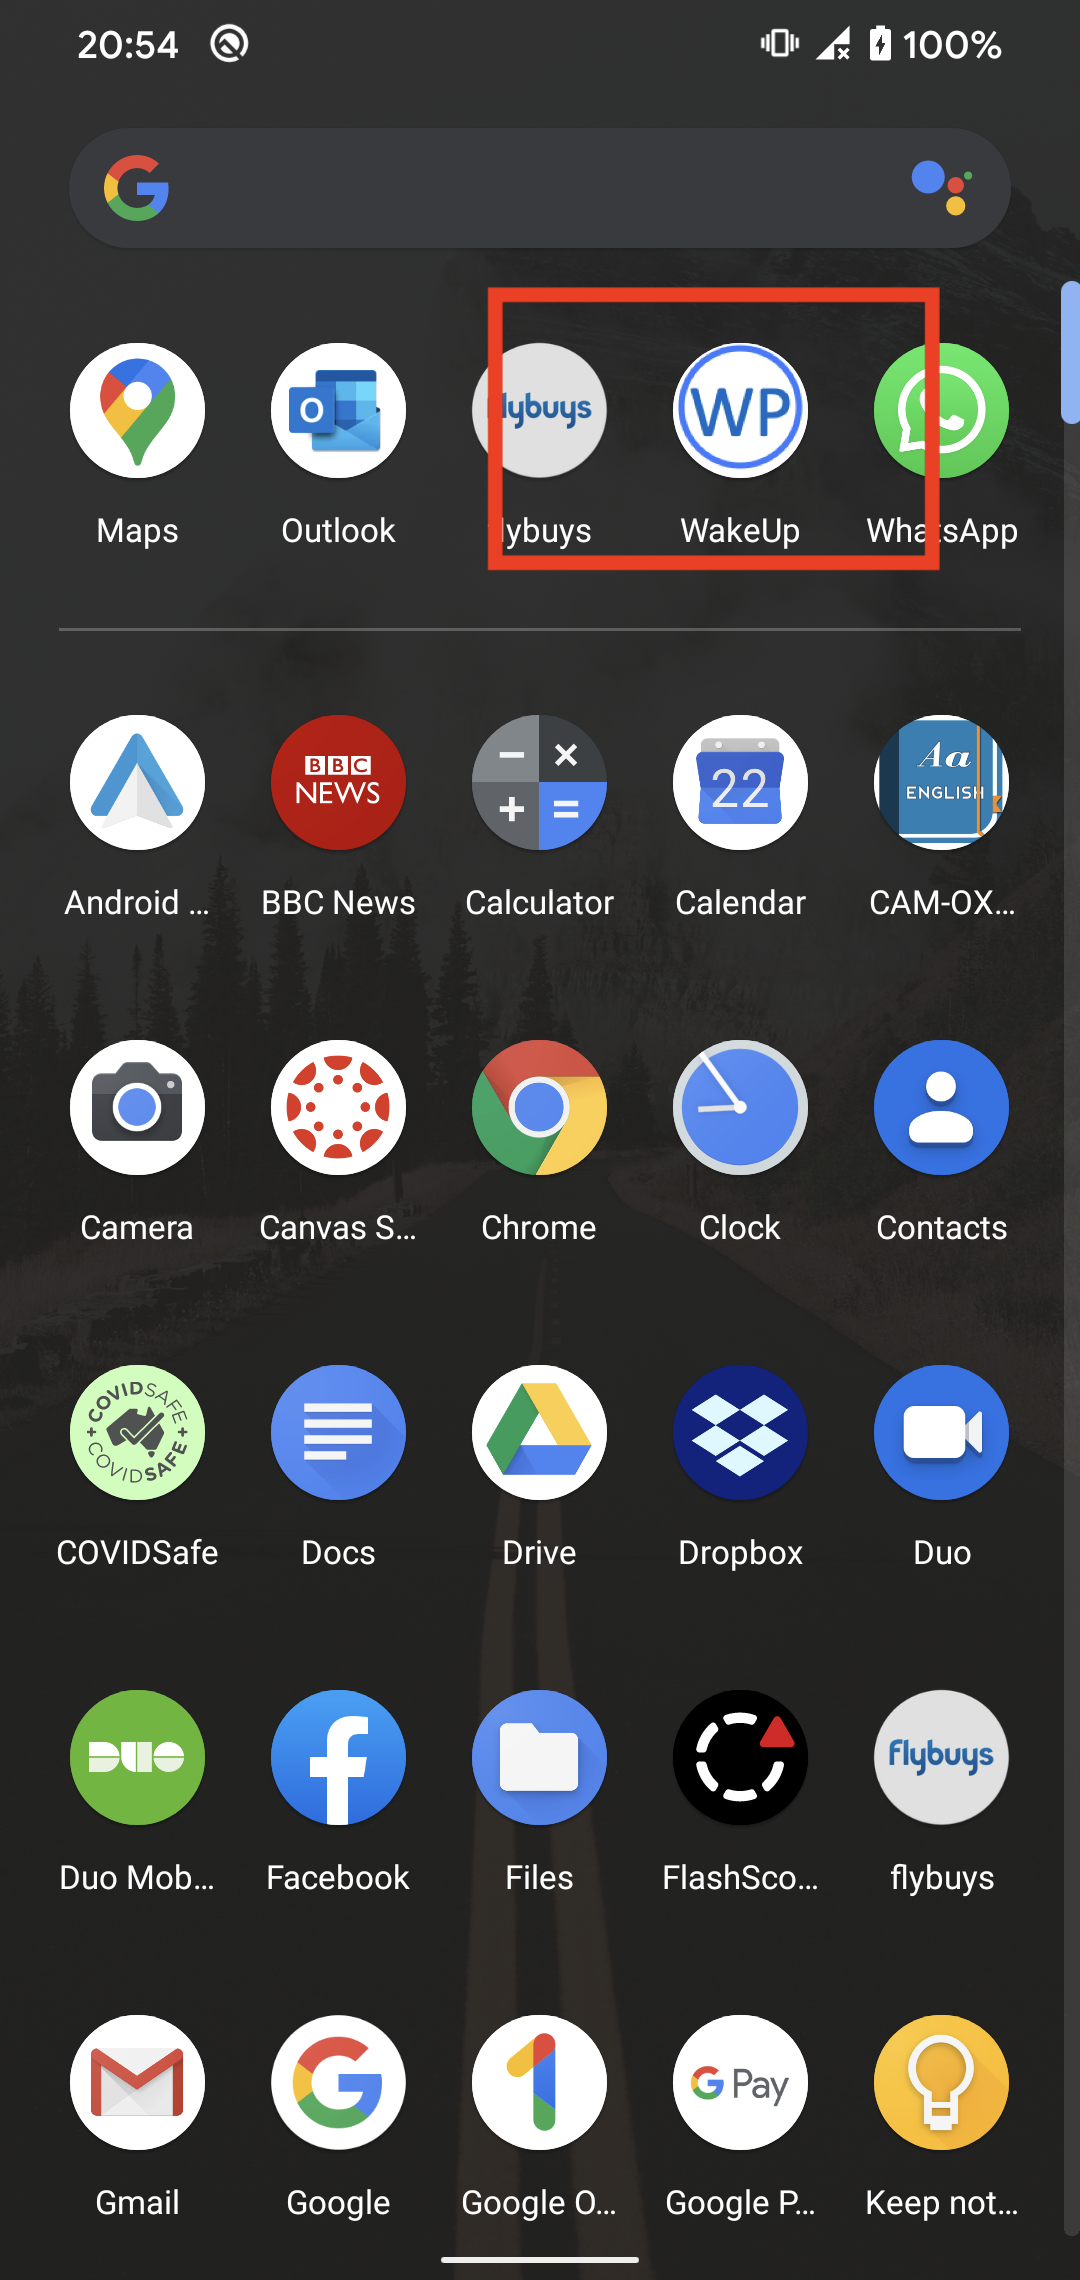 20:54 100%
flybuys WP
Maps Outlook lybuys WakeUp WhatsApp
BBC
NEWS
22
Aa
ENGLISH
Android ... BBC News Calculator Calendar CAM-OX...
Camera Canvas S... Chrome Clock Contacts
COVIDSAFE
COVIDSAFE
COVIDSafe Docs Drive Dropbox Duo
DUO
flybuys
Duo Mob... Facebook Files FlashSco... flybuys
G Pay
Gmail Google Google O... Google P... Keep not...